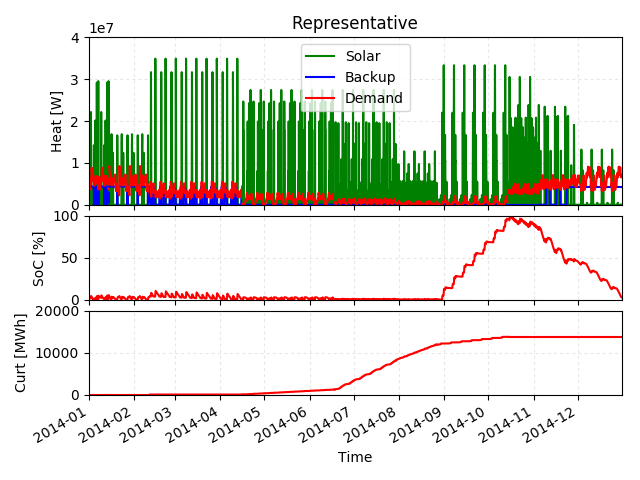 Representative
1e7
Heat [W]
4
3
2
1
0
Solar
Backup
Demand
SoC [%]
100
50
0
Curt [MWh]
20000
10000
0
2014-01
2014-02
2014-03
2014-04
2014-05
2014-06
2014-07
2014-08
2014-09
2014-10
2014-11
2014-12
Time